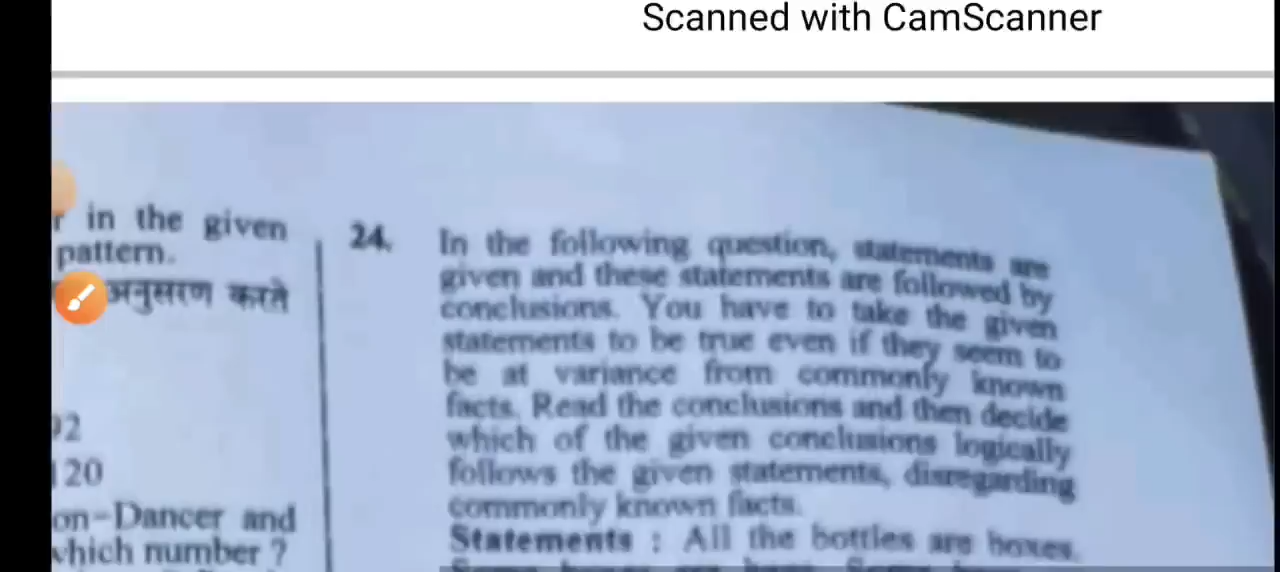 Scanned with CamScanner
in the given
pattern.
अनुसरण करते
92
120
on-Dancer and
which number ?
24. In the following question, statements are
given and these statements are followed by
conclusions. You have to take the given
statements to be true even if they seem to
be at variance from commonly known
facts. Read the conclusions and then decide
which of the given conclusions logically
follows the given statements, disregarding
commonly known facts.
Statements : All the bottles are boxes.